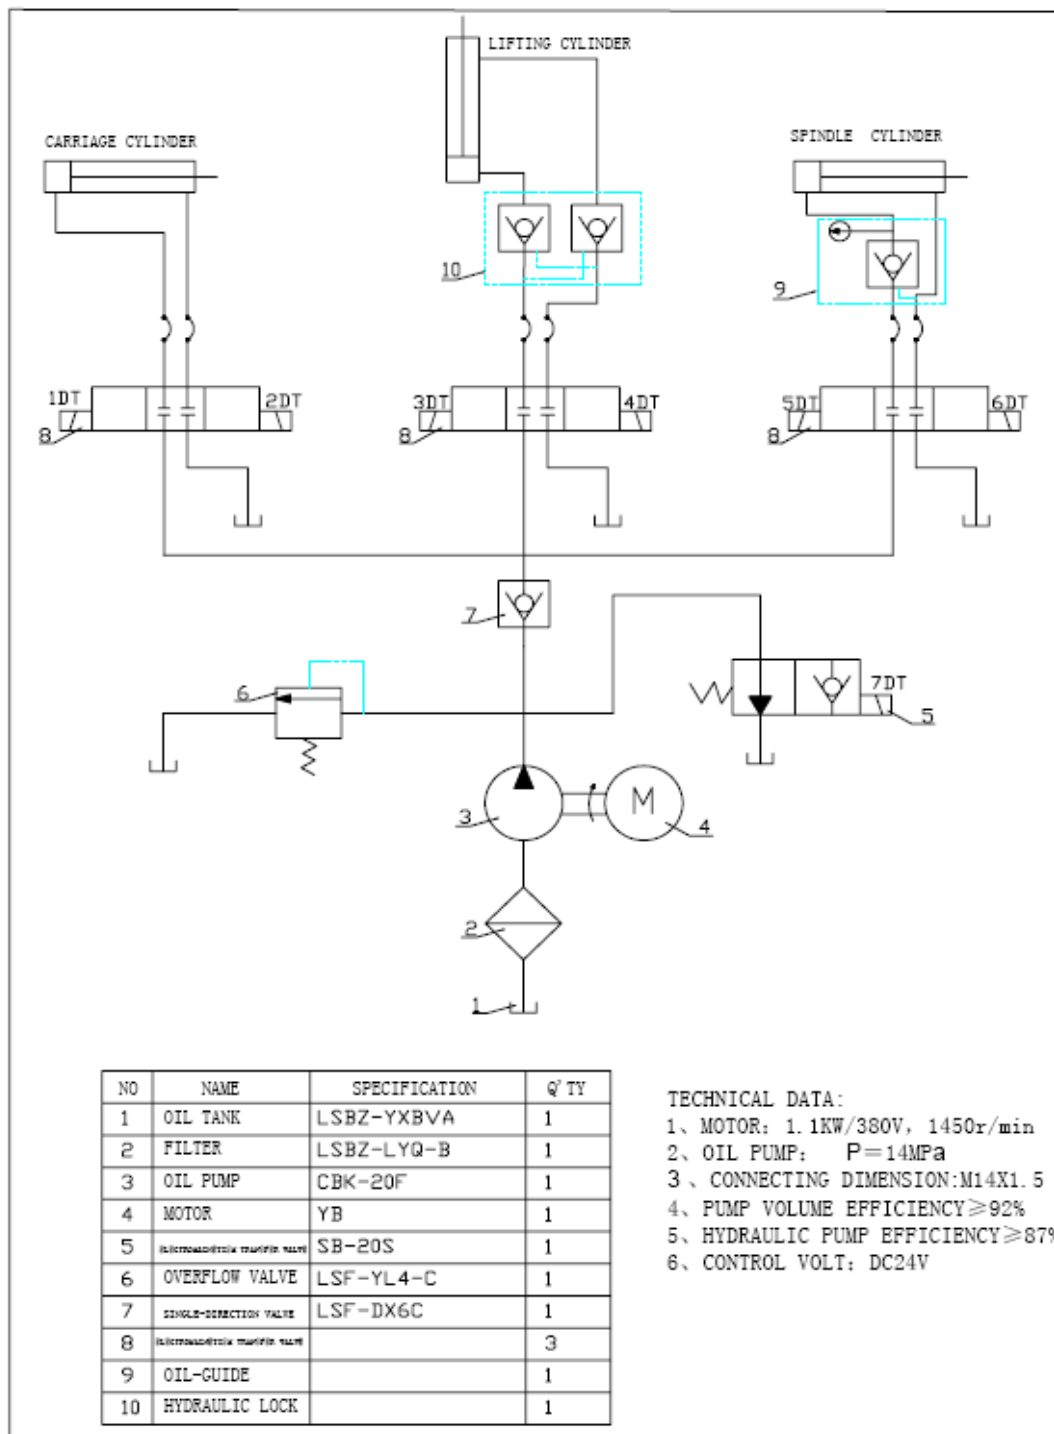 LIFTING CYLINDER
CARRIAGE CYLINDER
SPINDLE CYLINDER
10
9
1DT
2DT
8
3DT
4DT
8
5DT
6DT
8
7
6
7DT
5
3
M
4
2
1
NO NAME SPECIFICATION Q'TY
1 OIL TANK LSBZ-YXBVA 1
2 FILTER LSBZ-LYQ-B 1
3 OIL PUMP CBK-20F 1
4 MOTOR YB 1
5 SB-20S 1
6 OVERFLOW VALVE LSF-YL4-C 1
7 SINGLE-DIRECTION VALVE LSF-DX6C 1
8 3
9 OIL-GUIDE 1
10 HYDRAULIC LOCK 1
TECHNICAL DATA:
1、MOTOR: 1.1KW/380V, 1450r/min
2、OIL PUMP: P=14MPa
3、CONNECTING DIMENSION:M14X1.5
4、PUMP VOLUME EFFICIENCY≥92%
5、HYDRAULIC PUMP EFFICIENCY≥87%
6、CONTROL VOLT: DC24V